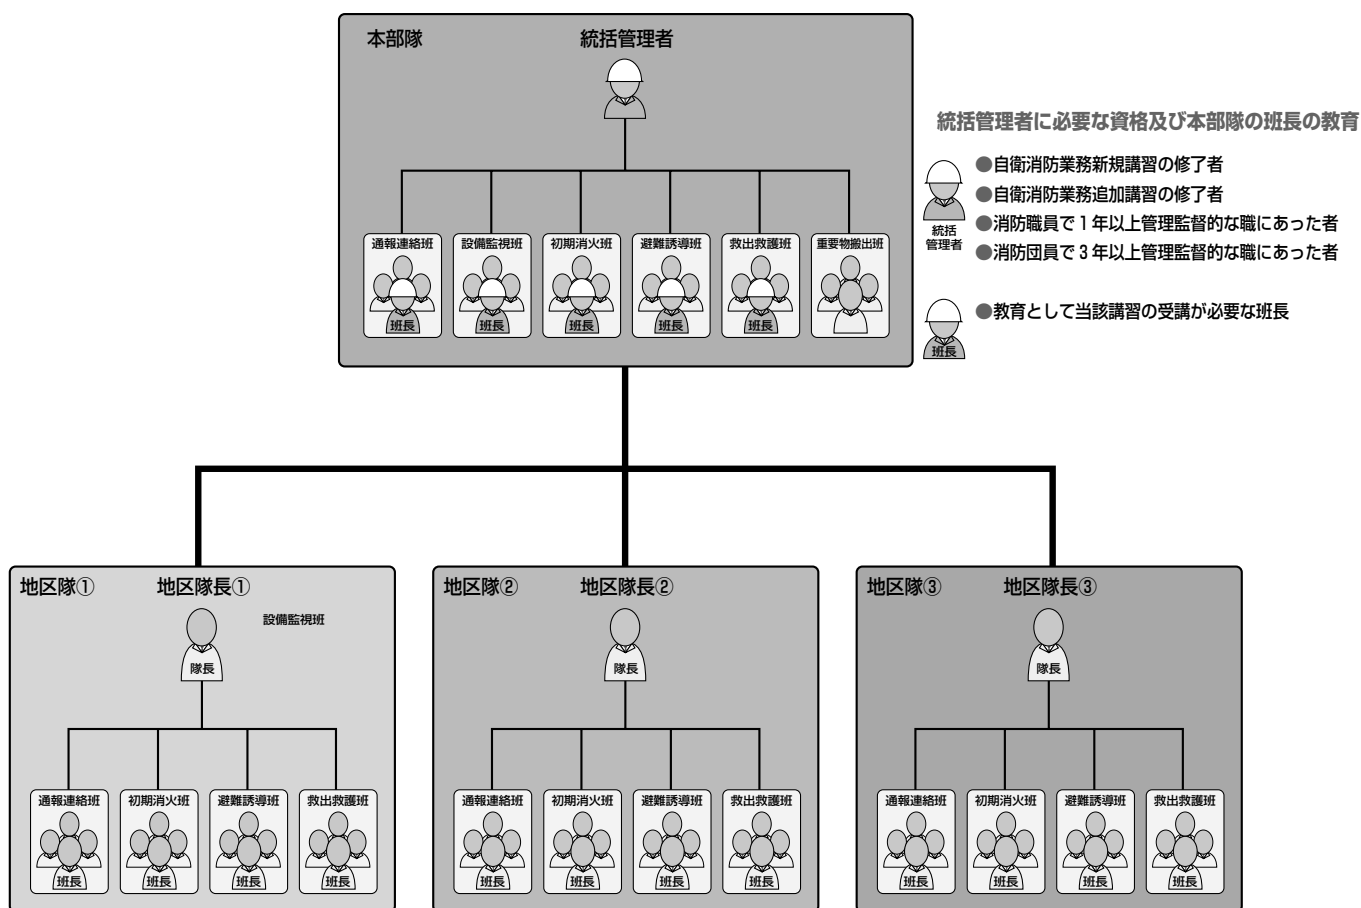 本部隊
統括管理者
統括管理者に必要な資格及び本部隊の班長の教育
●自衛消防業務新規講習の修了者
●自衛消防業務追加講習の修了者
●消防職員で1年以上管理監督的な職にあった者
●消防団員で3年以上管理監督的な職にあった者
統括
管理者
●教育として当該講習の受講が必要な班長
班長
通報連絡班
設備監視班
初期消火班
避難誘導班
救出救護班
重要物搬出班
班長
班長
班長
班長
班長
地区隊①
地区隊長①
設備監視班
隊長
通報連絡班
初期消火班
避難誘導班
救出救護班
班長
班長
班長
班長
地区隊②
地区隊長②
隊長
通報連絡班
初期消火班
避難誘導班
救出救護班
班長
班長
班長
班長
地区隊③
地区隊長③
隊長
通報連絡班
初期消火班
避難誘導班
救出救護班
班長
班長
班長
班長